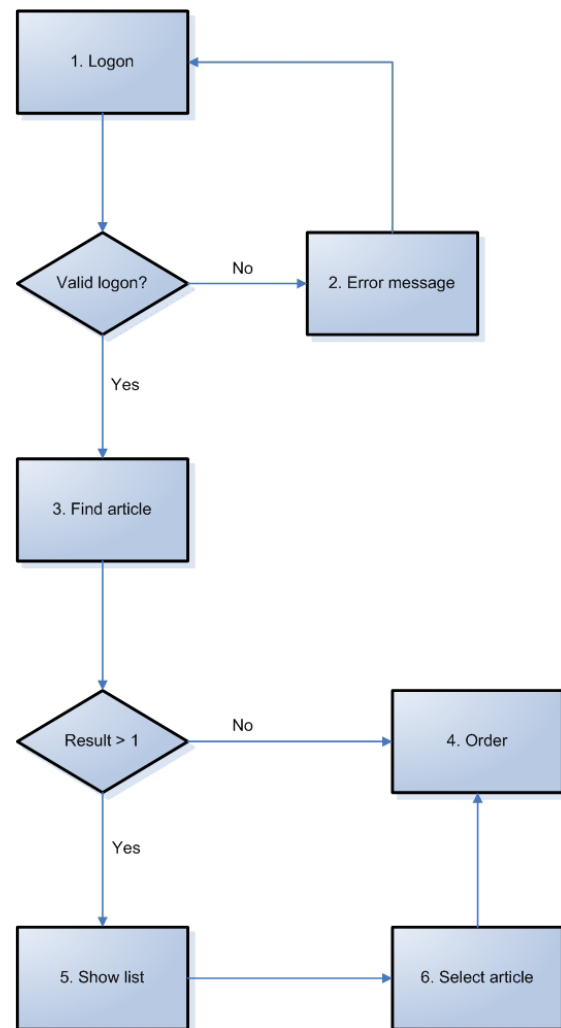 1. Logon
Valid logon?
No
2. Error message
Yes
3. Find article
Result > 1
No
4. Order
Yes
5. Show list
6. Select article